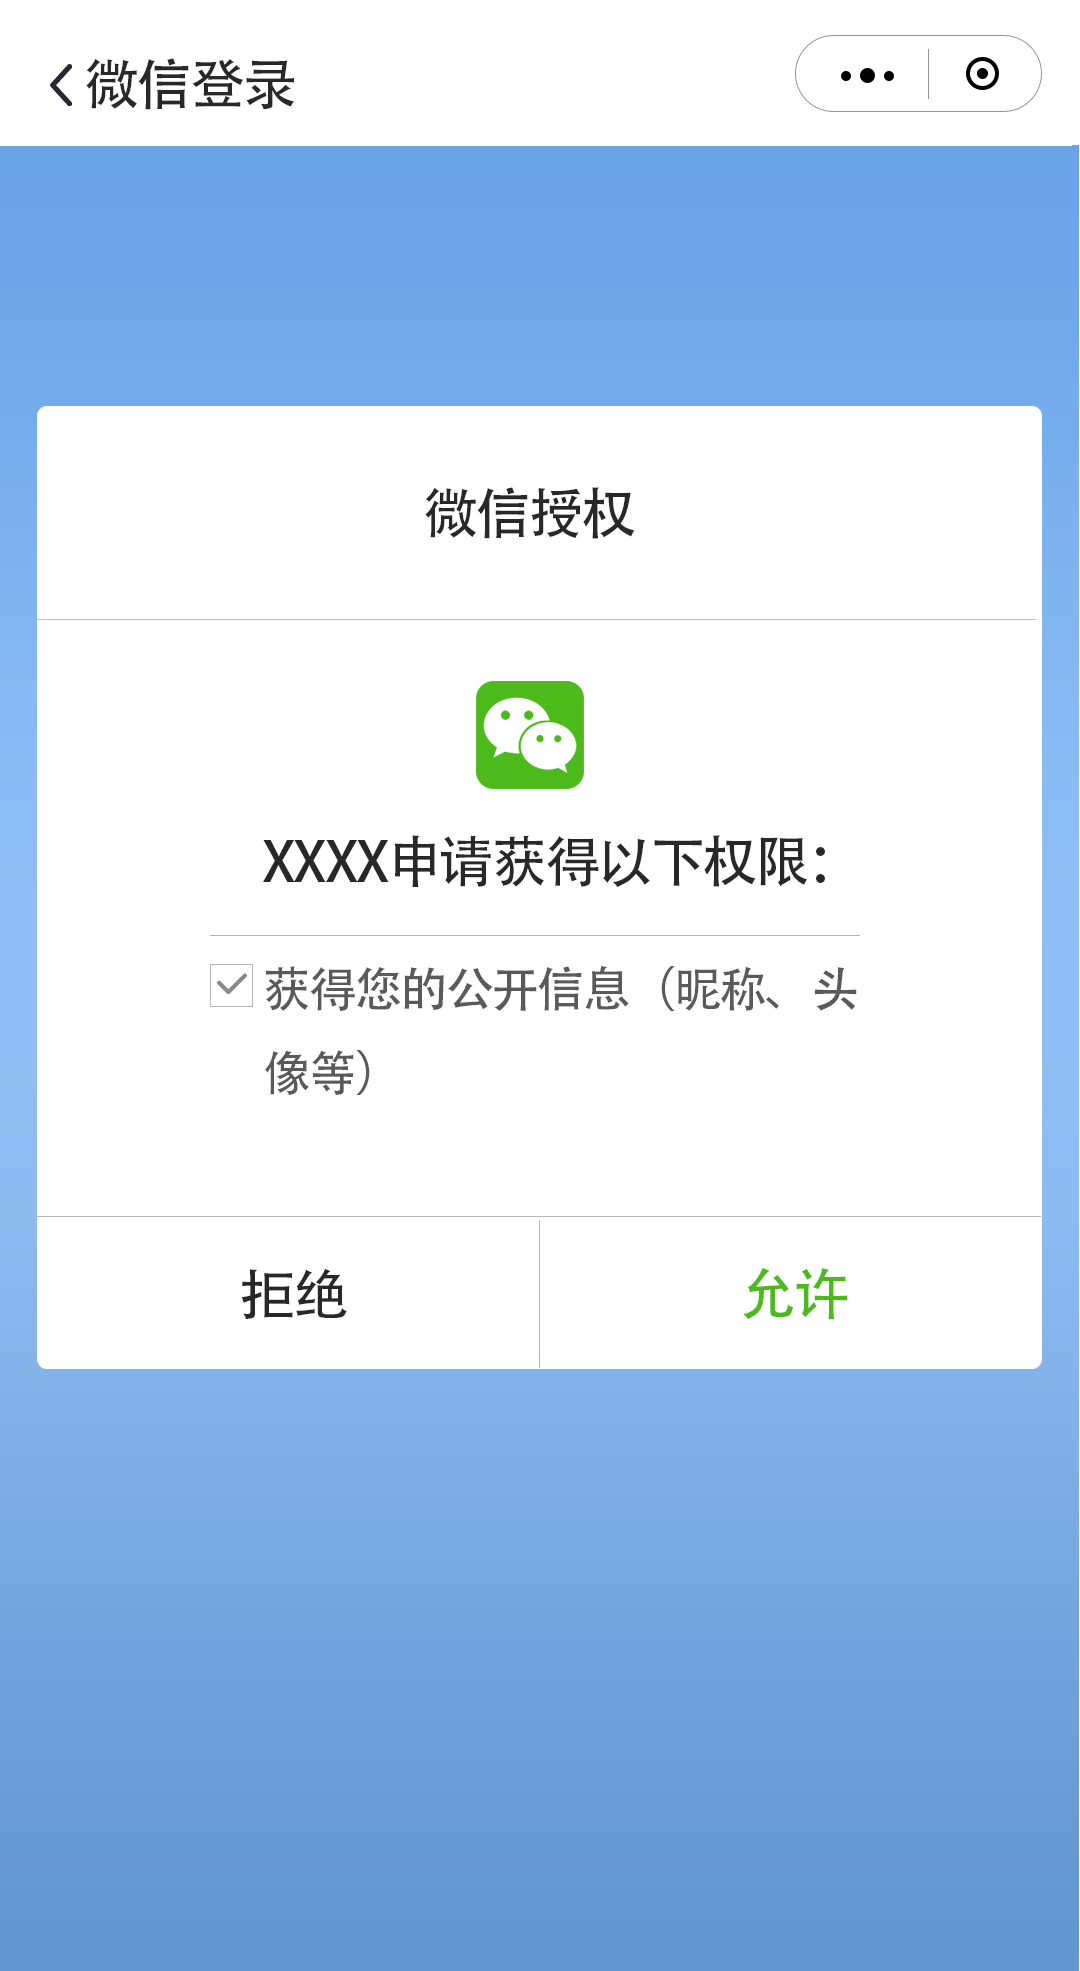 微信登录
微信授权
XXXX申请获得以下权限：
获得您的公开信息（昵称、头
像等）
拒绝
允许